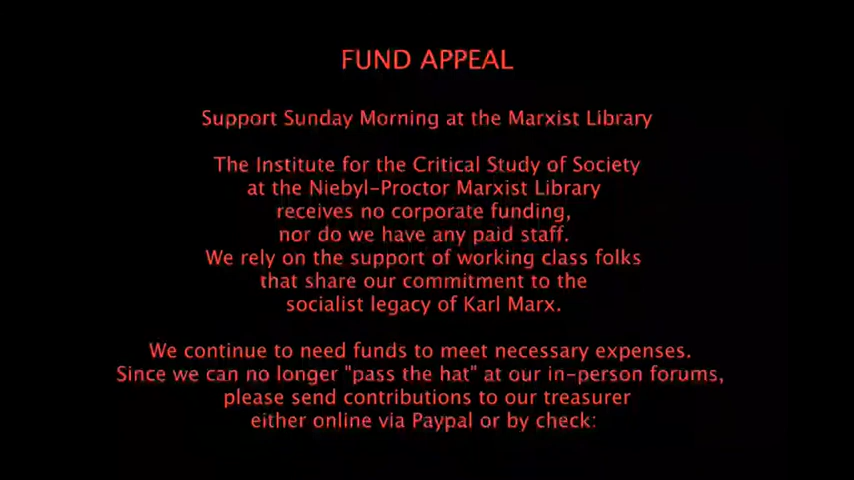 FUND APPEAL
Support Sunday Morning at the Marxist Library
The Institute for the Critical Study of Society
at the Niebyl-Proctor Marxist Library
receives no corporate funding,
nor do we have any paid staff.
We rely on the support of working class folks
that share our commitment to the
socialist legacy of Karl Marx.
We continue to need funds to meet necessary expenses.
Since we can no longer "pass the hat" at our in-person forums,
please send contributions to our treasurer
either online via Paypal or by check: